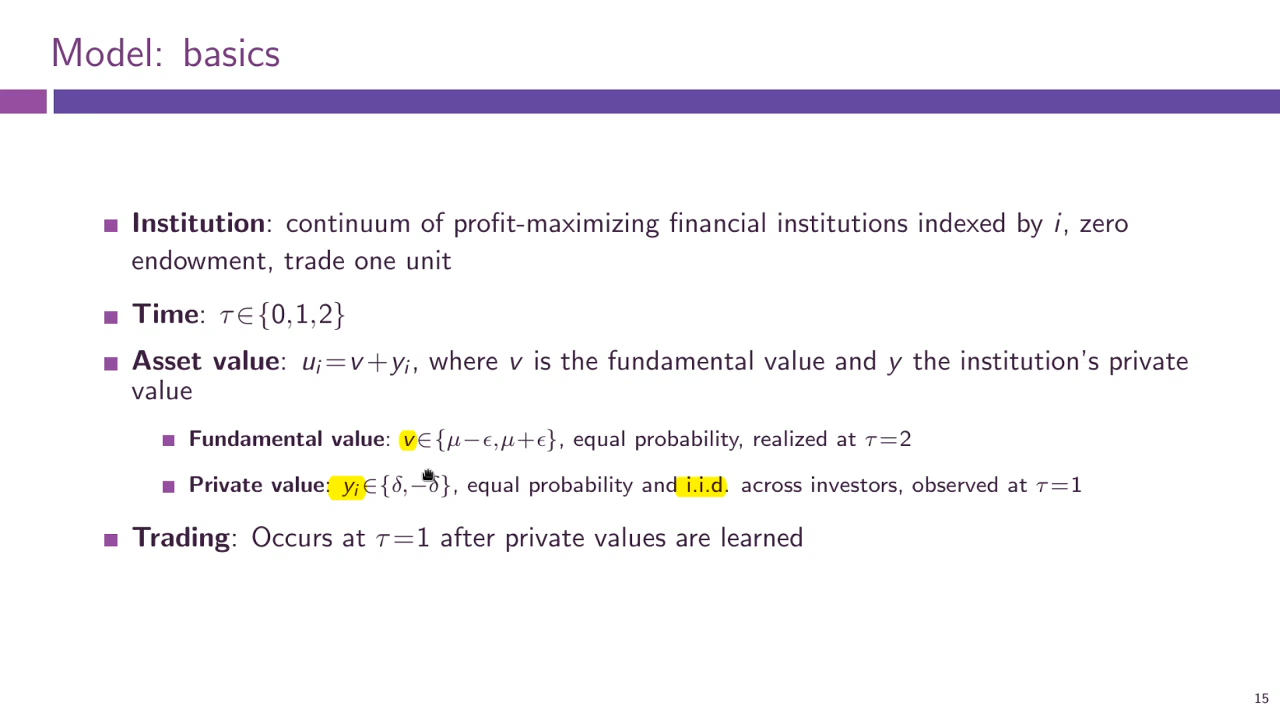 Model: basics
Institution: continuum of profit-maximizing financial institutions indexed by i, zero
endowment, trade one unit
Time: τ∈{0,1,2}
Asset value: uᵢ=v+yᵢ, where v is the fundamental value and y the institution's private
value
Fundamental value: v∈{μ−ϵ,μ+ϵ}, equal probability, realized at τ=2
Private value: yᵢ∈{δ,−δ}, equal probability and i.i.d. across investors, observed at τ=1
Trading: Occurs at τ=1 after private values are learned
15